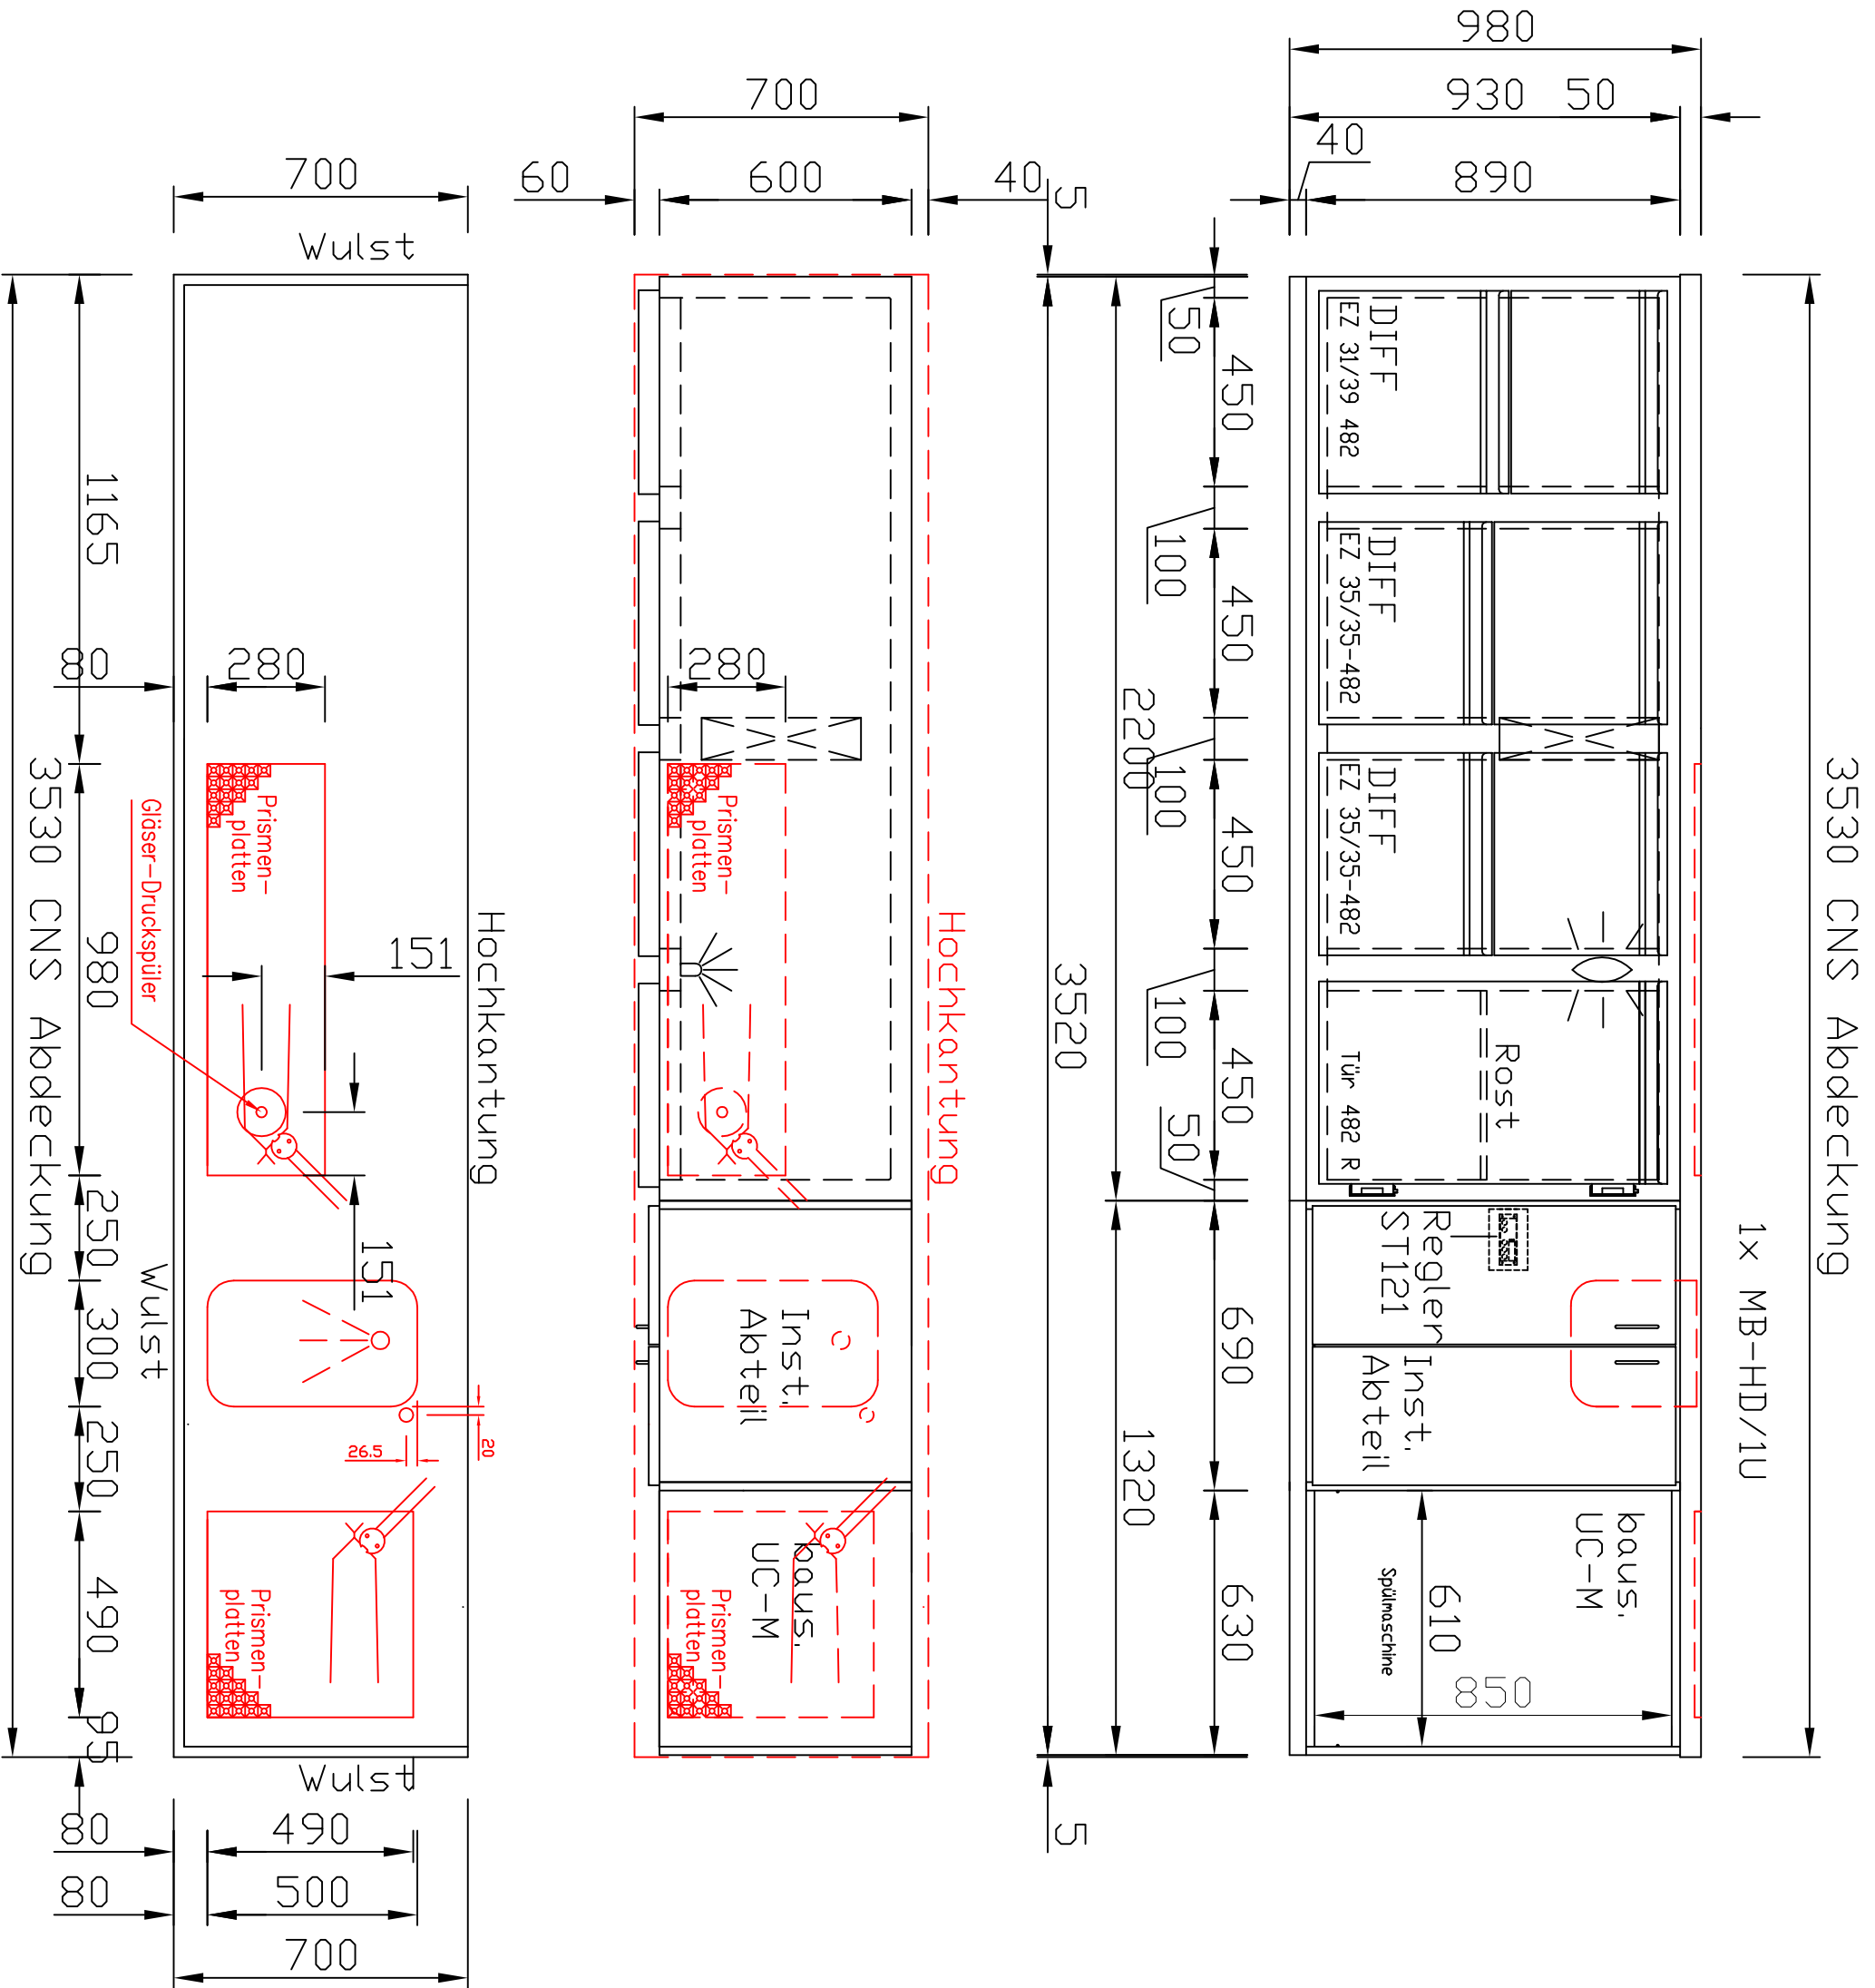 3530 CNS Abdeckung
1x MB-HD/1U
980
930 50
40
890
DIFF
EZ 31/39 482
DIFF
EZ 35/35-482
DIFF
EZ 35/35-482
Rost
Tür 482 R
Regler
ST121
Inst.
Abteil
baus.
UC-M
610
850
Spülmaschine
50
450
100
450
100
450
100
450
50
690
630
2200
1320
5
3520
5
Hochkantung
700
60
600
40
280
Prismen-
platten
Inst.
Abteil
baus.
UC-M
Prismen-
platten
Hochkantung
700
Wulst
280
80
Prismen-
platten
Gläser-Druckspüler
151
151
20
26.5
Prismen-
platten
Wulst
Wulst
80
490
80
500
700
1165
980
250
300
250
490
95
3530 CNS Abdeckung